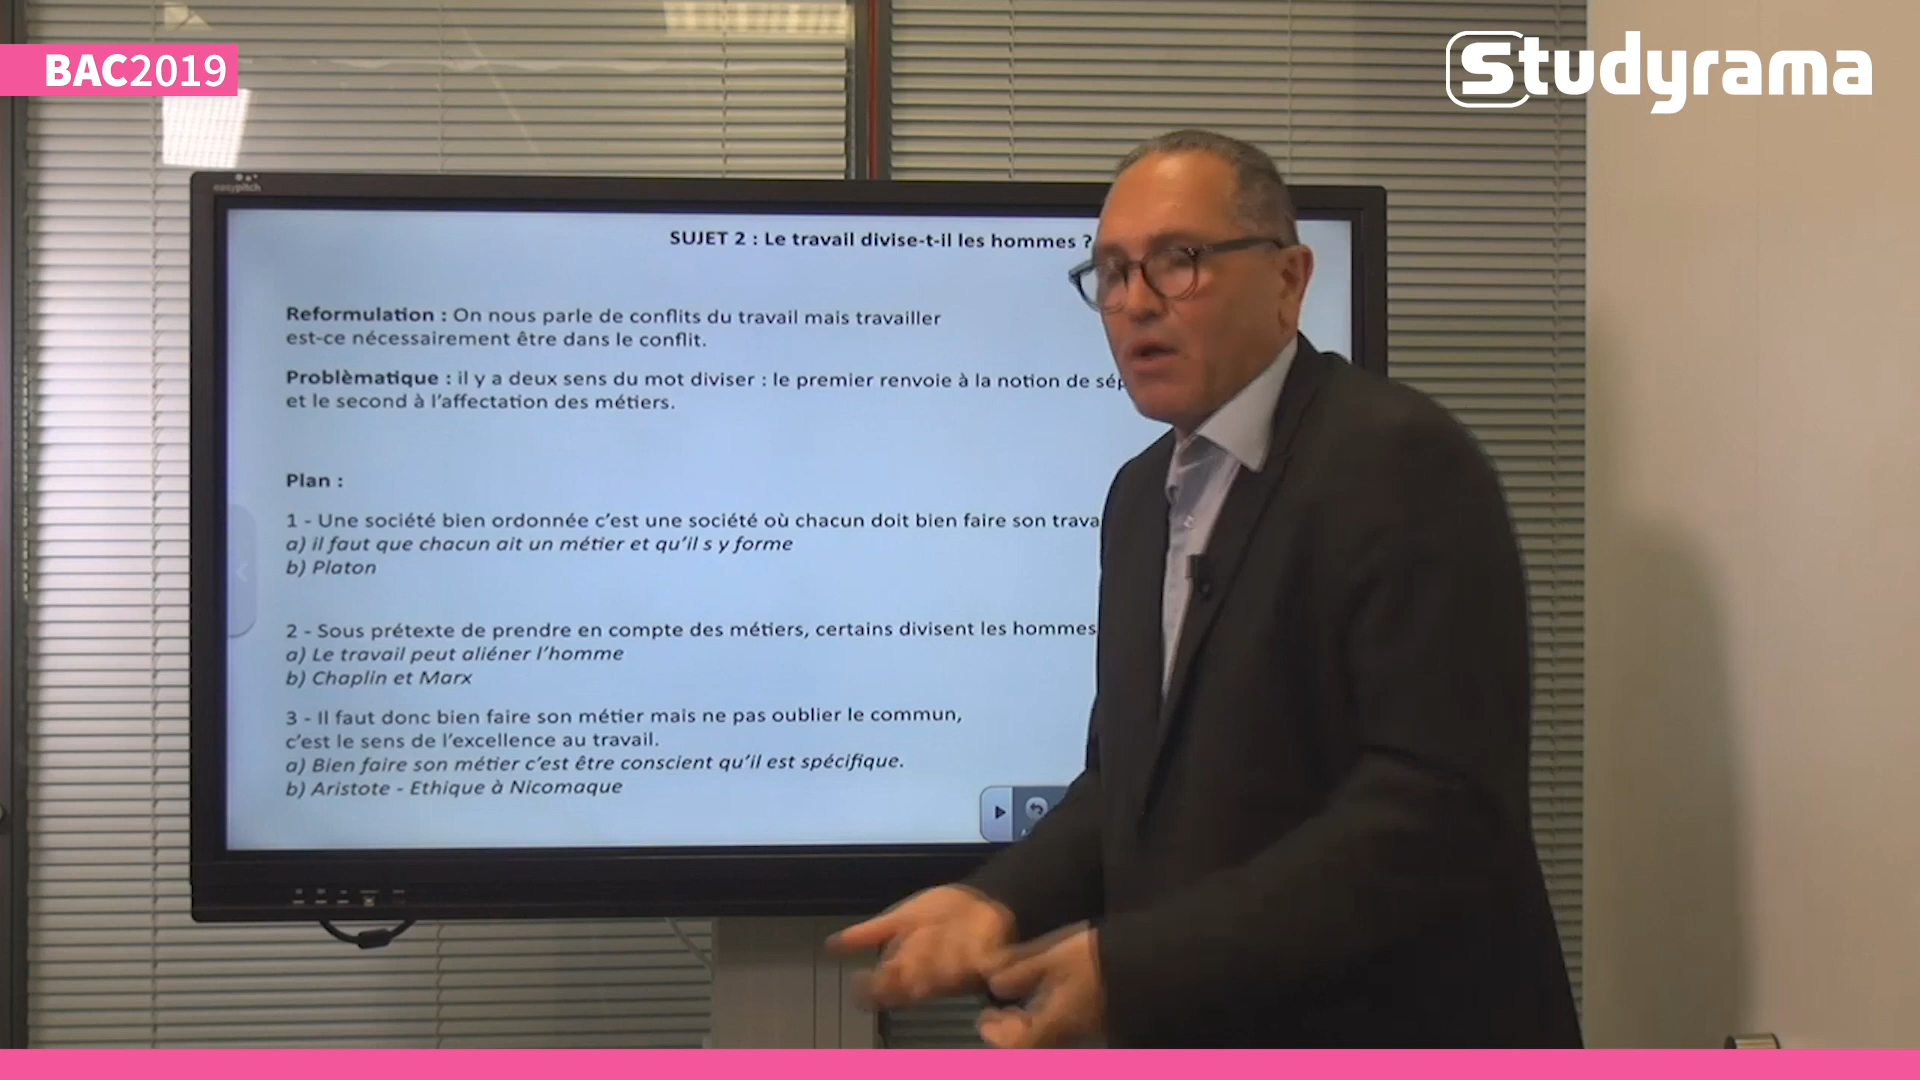 BAC2019
Studyrama
easypitch
SUJET 2 : Le travail divise-t-il les hommes ?
Reformulation : On nous parle de conflits du travail mais travailler
est-ce nécessairement être dans le conflit.
Problèmatique : il y a deux sens du mot diviser : le premier renvoie à la notion de
et le second à l'affectation des métiers.
Plan :
1 - Une société bien ordonnée c'est une société où chacun doit bien faire son
a) il faut que chacun ait un métier et qu'il s y forme
b) Platon
2 - Sous prétexte de prendre en compte des métiers, certains divisent les hommes
a) Le travail peut aliéner l'homme
b) Chaplin et Marx
3 - Il faut donc bien faire son métier mais ne pas oublier le commun,
c'est le sens de l'excellence au travail.
a) Bien faire son métier c'est être conscient qu'il est spécifique.
b) Aristote - Ethique à Nicomaque